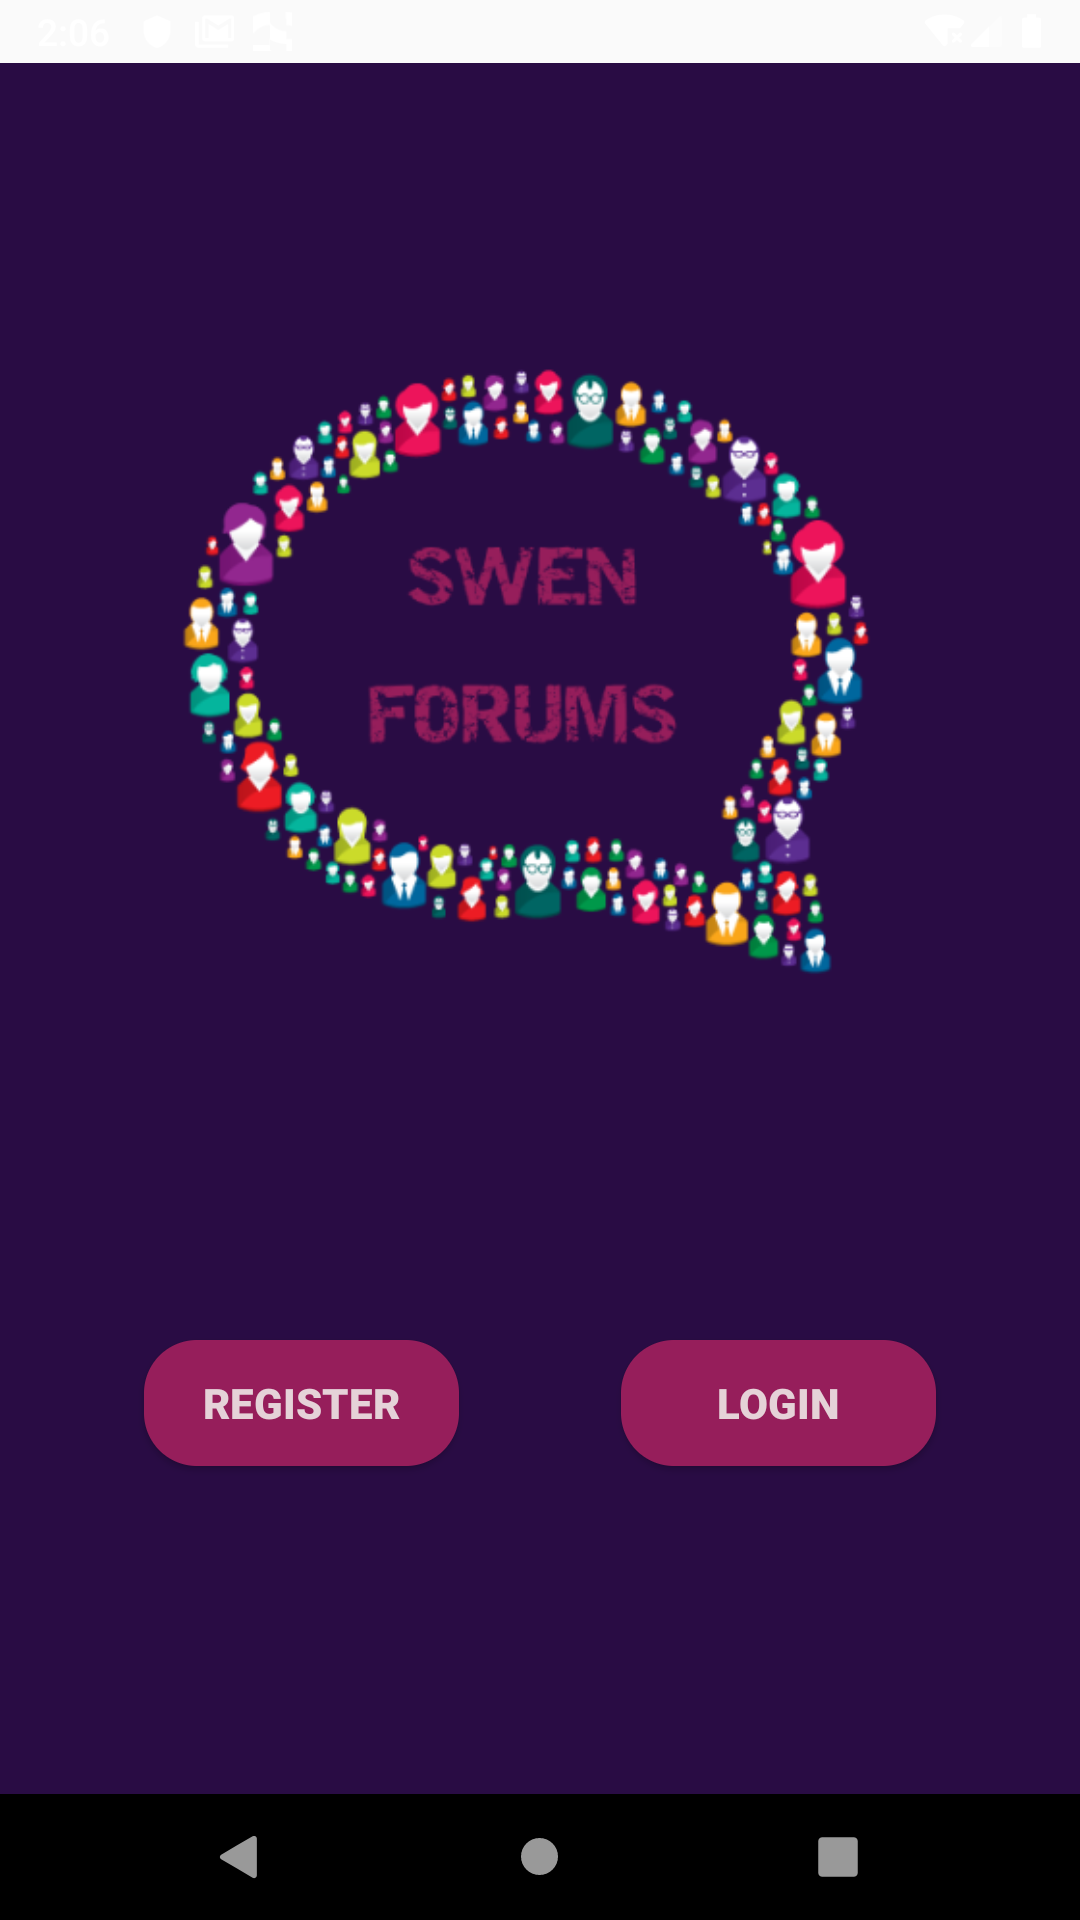 2:06
SWEN
FORUMS
REGISTER
LOGIN